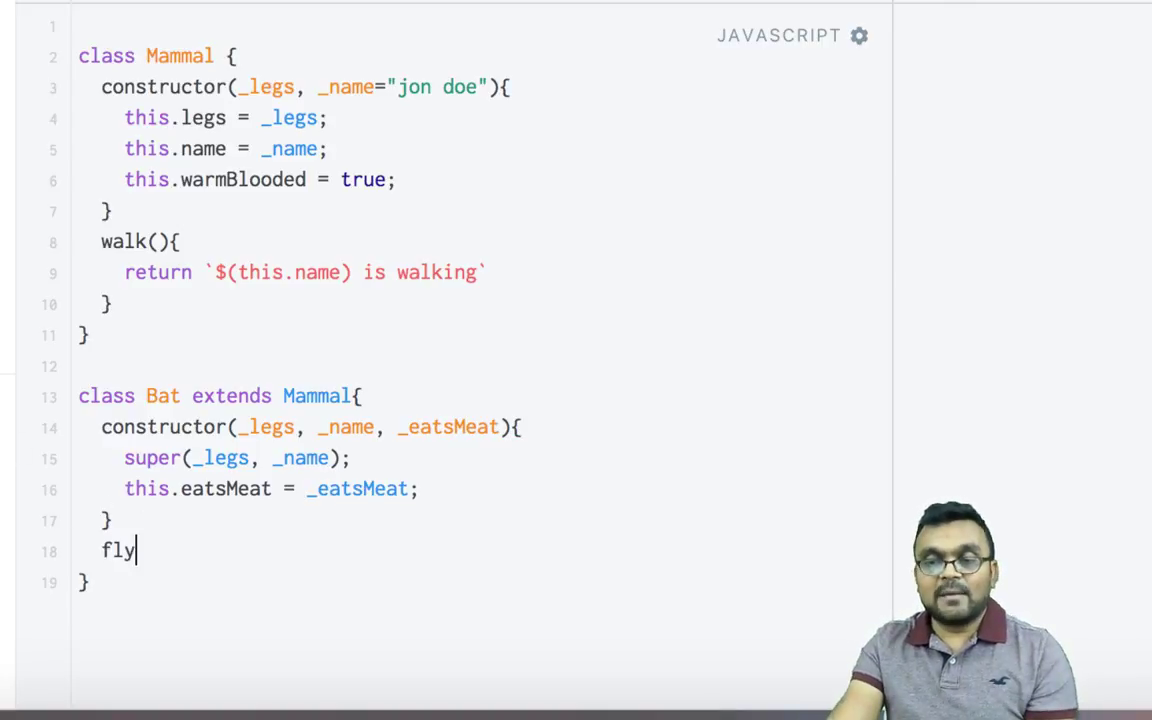 JAVASCRIPT
1
2 class Mammal {
3 constructor(_legs, _name="jon doe"){
4 this.legs = _legs;
5 this.name = _name;
6 this.warmBlooded = true;
7 }
8 walk(){
9 return `$(this.name) is walking`
10 }
11 }
12
13 class Bat extends Mammal{
14 constructor(_legs, _name, _eatsMeat){
15 super(_legs, _name);
16 this.eatsMeat = _eatsMeat;
17 }
18 fly
19 }